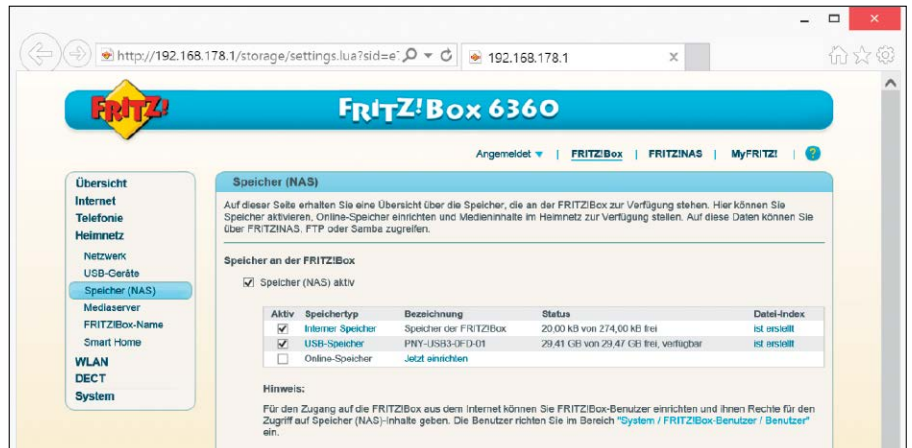 http://192.168.178.1/storage/settings.lua?sid=e
192.168.178.1
FRITZ!
FRITZ!Box 6360
Angemeldet | FRITZ!Box | FRITZ!NAS | MyFRITZ! | ?
Übersicht
Internet
Telefonie
Heimnetz
Netzwerk
USB-Geräte
Speicher (NAS)
Mediaserver
FRITZ!Box-Name
Smart Home
WLAN
DECT
System
Speicher (NAS)
Auf dieser Seite erhalten Sie eine Übersicht über die Speicher, die an der FRITZ!Box zur Verfügung stehen. Hier können Sie
Speicher aktivieren, Online-Speicher einrichten und Medieninhalte im Heimnetz zur Verfügung stellen. Auf diese Daten können Sie
über FRITZ!NAS, FTP oder Samba zugreifen.
Speicher an der FRITZ!Box
Speicher (NAS) aktiv
Aktiv Speichertyp Bezeichnung Status Datei-Index
Interner Speicher Speicher der FRITZ!Box 20,00 kB von 274,00 kB frei ist erstellt
USB-Speicher PNY-USB3-0FD-01 29,41 GB von 29,47 GB frei, verfügbar ist erstellt
Online-Speicher Jetzt einrichten
Hinweis:
Für den Zugang auf die FRITZ!Box aus dem Internet können Sie FRITZ!Box-Benutzer einrichten und ihnen Rechte für den
Zugriff auf Speicher (NAS)-Inhalte geben. Die Benutzer richten Sie im Bereich "System / FRITZ!Box-Benutzer / Benutzer"
ein.